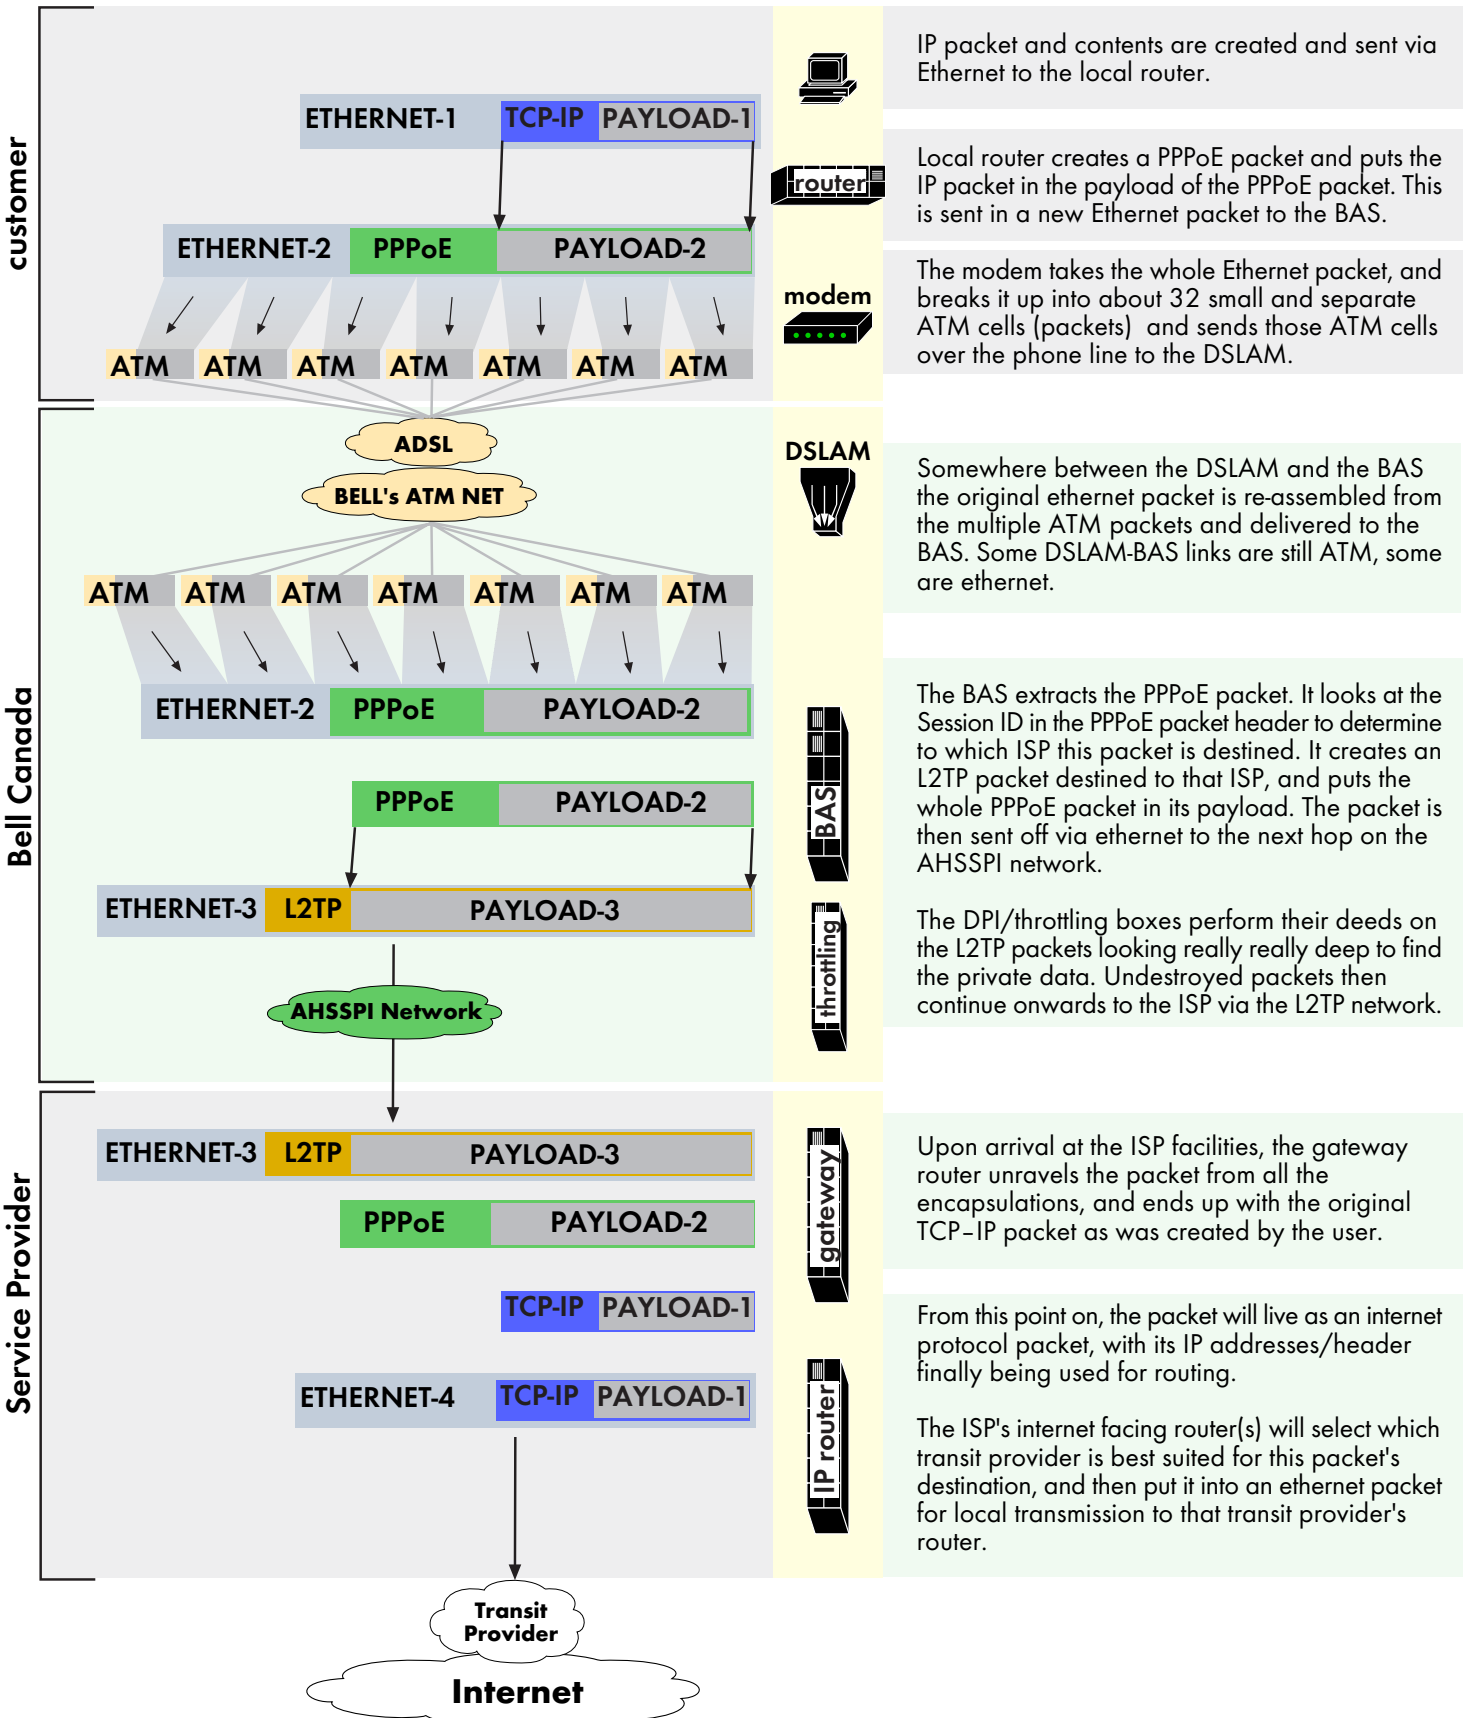 customer
ETHERNET-1 TCP-IP PAYLOAD-1
IP packet and contents are created and sent via
Ethernet to the local router.
router
Local router creates a PPPoE packet and puts the
IP packet in the payload of the PPPoE packet. This
is sent in a new Ethernet packet to the BAS.
ETHERNET-2 PPPoE PAYLOAD-2
modem
The modem takes the whole Ethernet packet, and
breaks it up into about 32 small and separate
ATM cells (packets) and sends those ATM cells
over the phone line to the DSLAM.
ATM ATM ATM ATM ATM ATM ATM
Bell Canada
ADSL
BELL's ATM NET
DSLAM
Somewhere between the DSLAM and the BAS
the original ethernet packet is re-assembled from
the multiple ATM packets and delivered to the
BAS. Some DSLAM-BAS links are still ATM, some
are ethernet.
ATM ATM ATM ATM ATM ATM ATM
ETHERNET-2 PPPoE PAYLOAD-2
PPPoE PAYLOAD-2
ETHERNET-3 L2TP PAYLOAD-3
BAS
The BAS extracts the PPPoE packet. It looks at the
Session ID in the PPPoE packet header to determine
to which ISP this packet is destined. It creates an
L2TP packet destined to that ISP, and puts the
whole PPPoE packet in its payload. The packet is
then sent off via ethernet to the next hop on the
AHSSPI network.
throttling
The DPI/throttling boxes perform their deeds on
the L2TP packets looking really really deep to find
the private data. Undestroyed packets then
continue onwards to the ISP via the L2TP network.
AHSSPI Network
Service Provider
ETHERNET-3 L2TP PAYLOAD-3
PPPoE PAYLOAD-2
TCP-IP PAYLOAD-1
ETHERNET-4 TCP-IP PAYLOAD-1
gateway
Upon arrival at the ISP facilities, the gateway
router unravels the packet from all the
encapsulations, and ends up with the original
TCP–IP packet as was created by the user.
IP router
From this point on, the packet will live as an internet
protocol packet, with its IP addresses/header
finally being used for routing.
The ISP's internet facing router(s) will select which
transit provider is best suited for this packet's
destination, and then put it into an ethernet packet
for local transmission to that transit provider's
router.
Transit
Provider
Internet